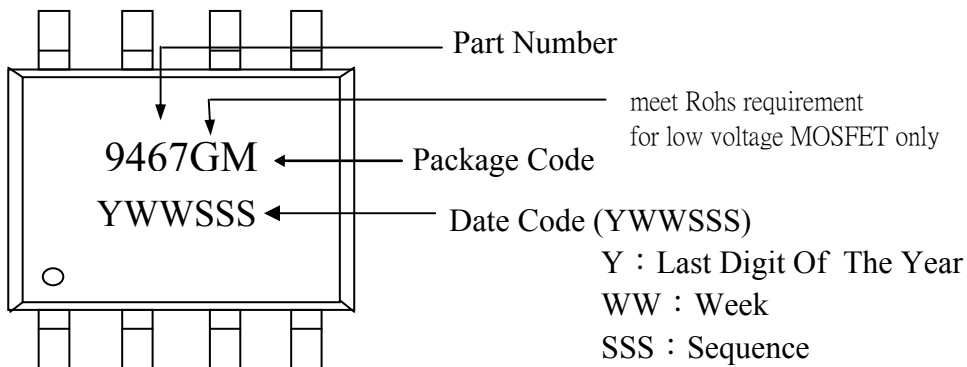 Part Number
meet Rohs requirement
for low voltage MOSFET only
9467GM
Package Code
YWWSSS
Date Code (YWWSSS)
Y：Last Digit Of The Year
WW：Week
SSS：Sequence